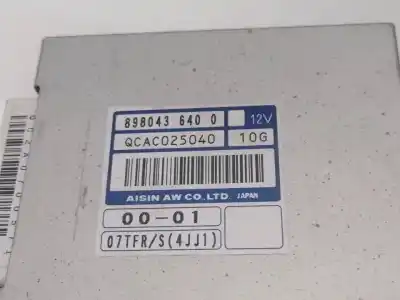 898043 640 0 12V
QCAC025040 10G
AISIN AW CO.,LTD. JAPAN
00-01
07TFR/S(4JJ1)